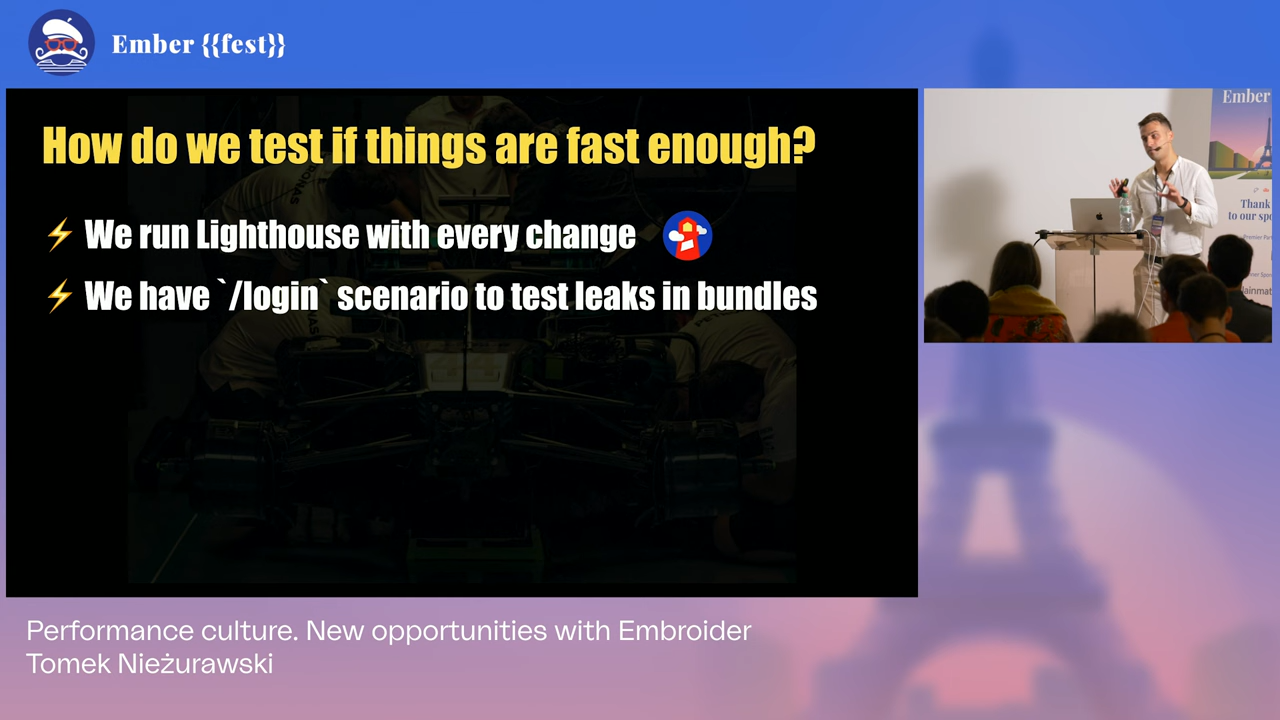 Ember {{fest}}
How do we test if things are fast enough?
⚡ We run Lighthouse with every change
⚡ We have `/login` scenario to test leaks in bundles
Ember
Thank
to our spo
Performance culture. New opportunities with Embroider
Tomek Nieżurawski